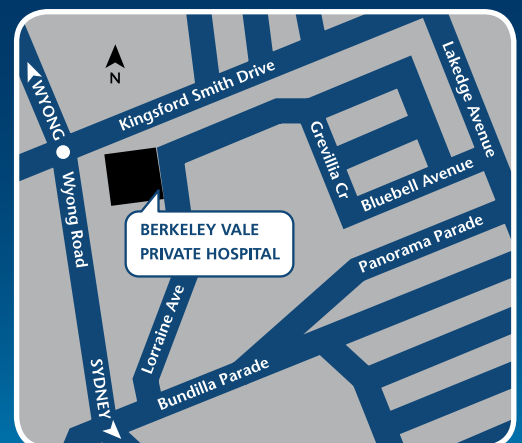 WYONG
N
Kingsford Smith Drive
Lakedge Avenue
Wyong Road
Grevillia Cr
Bluebell Avenue
BERKELEY VALE
PRIVATE HOSPITAL
Panorama Parade
Lorraine Ave
SYDNEY
Bundilla Parade